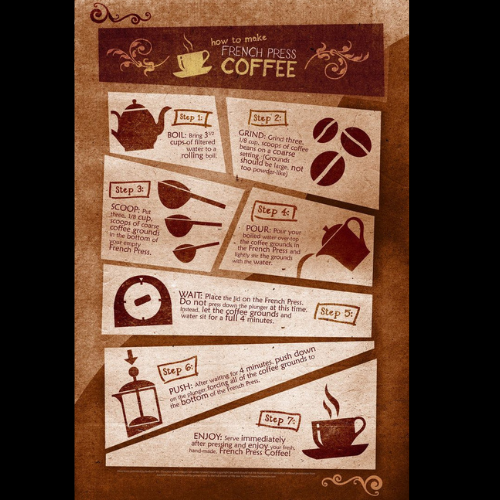 how to make
FRENCH PRESS
COFFEE
Step 1:
BOIL: Bring 3 1/2
cups of filtered
water to a
rolling boil.
Step 2:
GRIND: Grind three,
1/8 cup, scoops of coffee
beans on a coarse
setting. (Grounds
should be large, not
too powder-like)
Step 3:
SCOOP: Put
three, 1/8 cup,
scoops of coarse
coffee ground
in the bottom of
your empty
French Press.
Step 4:
POUR: Pour your
boiled water over top
the coffee grounds in
the French Press and
lightly stir the grounds
with the water.
WAIT: Place the lid on the French Press.
Do not press down the plunger at this time.
Instead, let the coffee grounds and
water sit for a full 4 minutes.
Step 5:
Step 6:
PUSH: After waiting for 4 minutes, push down
on the plunger forcing all of the coffee grounds to
the bottom of the French Press.
Step 7:
ENJOY: Serve immediately
after pressing and enjoy your fresh,
hand-made, French Press Coffee!